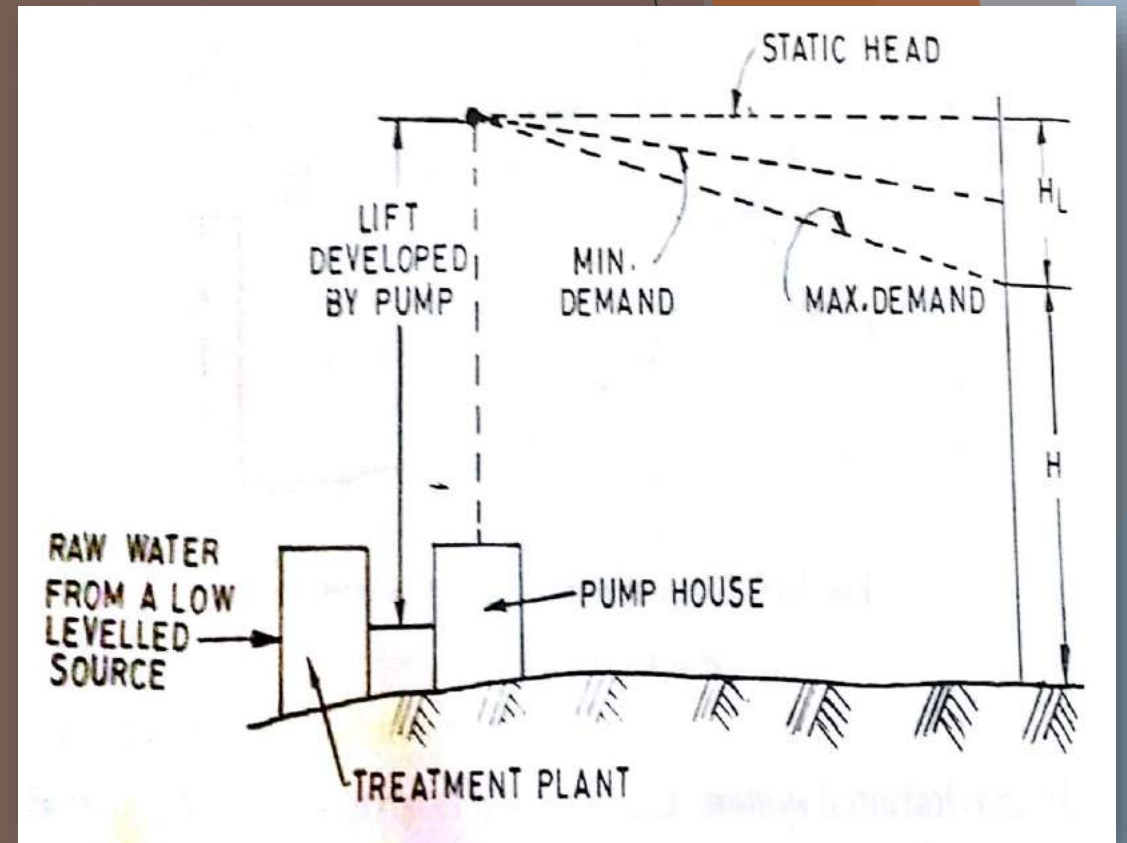 STATIC HEAD
LIFT
DEVELOPED
BY PUMP
MIN.
DEMAND
MAX.DEMAND
HL
H
RAW WATER
FROM A LOW
LEVELLED
SOURCE
PUMP HOUSE
TREATMENT PLANT